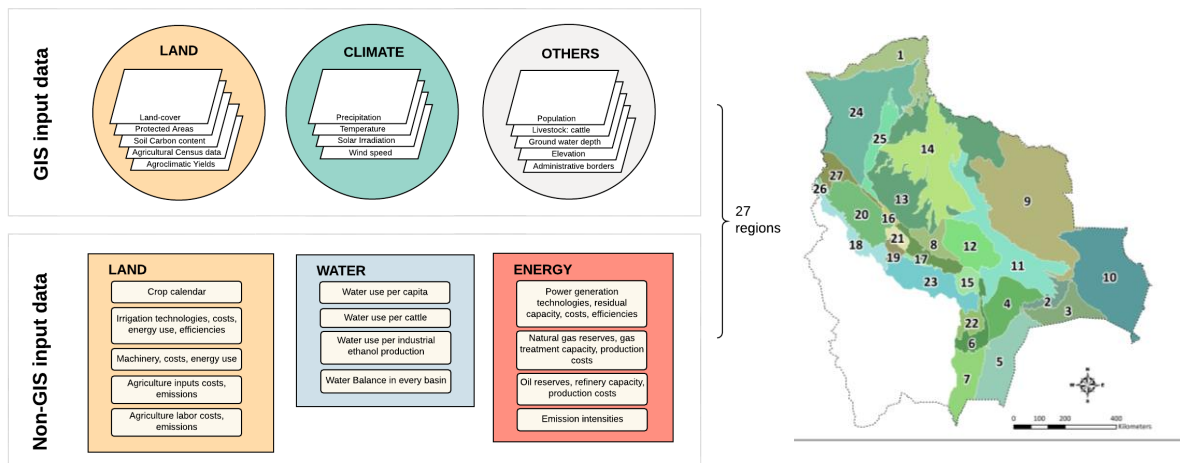 GIS input data
LAND
Land-cover
Protected Areas
Soil Carbon content
Agricultural Census data
Agroclimatic Yields
CLIMATE
Precipitation
Temperature
Solar Irradiation
Wind speed
OTHERS
Population
Livestock: cattle
Ground water depth
Elevation
Administrative borders
Non-GIS input data
LAND
Crop calendar
Irrigation technologies, costs,
energy use, efficiencies
Machinery, costs, energy use
Agriculture inputs costs,
emissions
Agriculture labor costs,
emissions
WATER
Water use per capita
Water use per cattle
Water use per industrial
ethanol production
Water Balance in every basin
ENERGY
Power generation
technologies, residual
capacity, costs, efficiencies
Natural gas reserves, gas
treatment capacity, production
costs
Oil reserves, refinery capacity,
production costs
Emission intensities
27
regions
1
24
25
14
27
26
13
9
20
16
18
21
8
12
19
17
11
10
23
15
4
2
3
22
6
5
7
N
W E
S
0 100 200 400
Kilometers